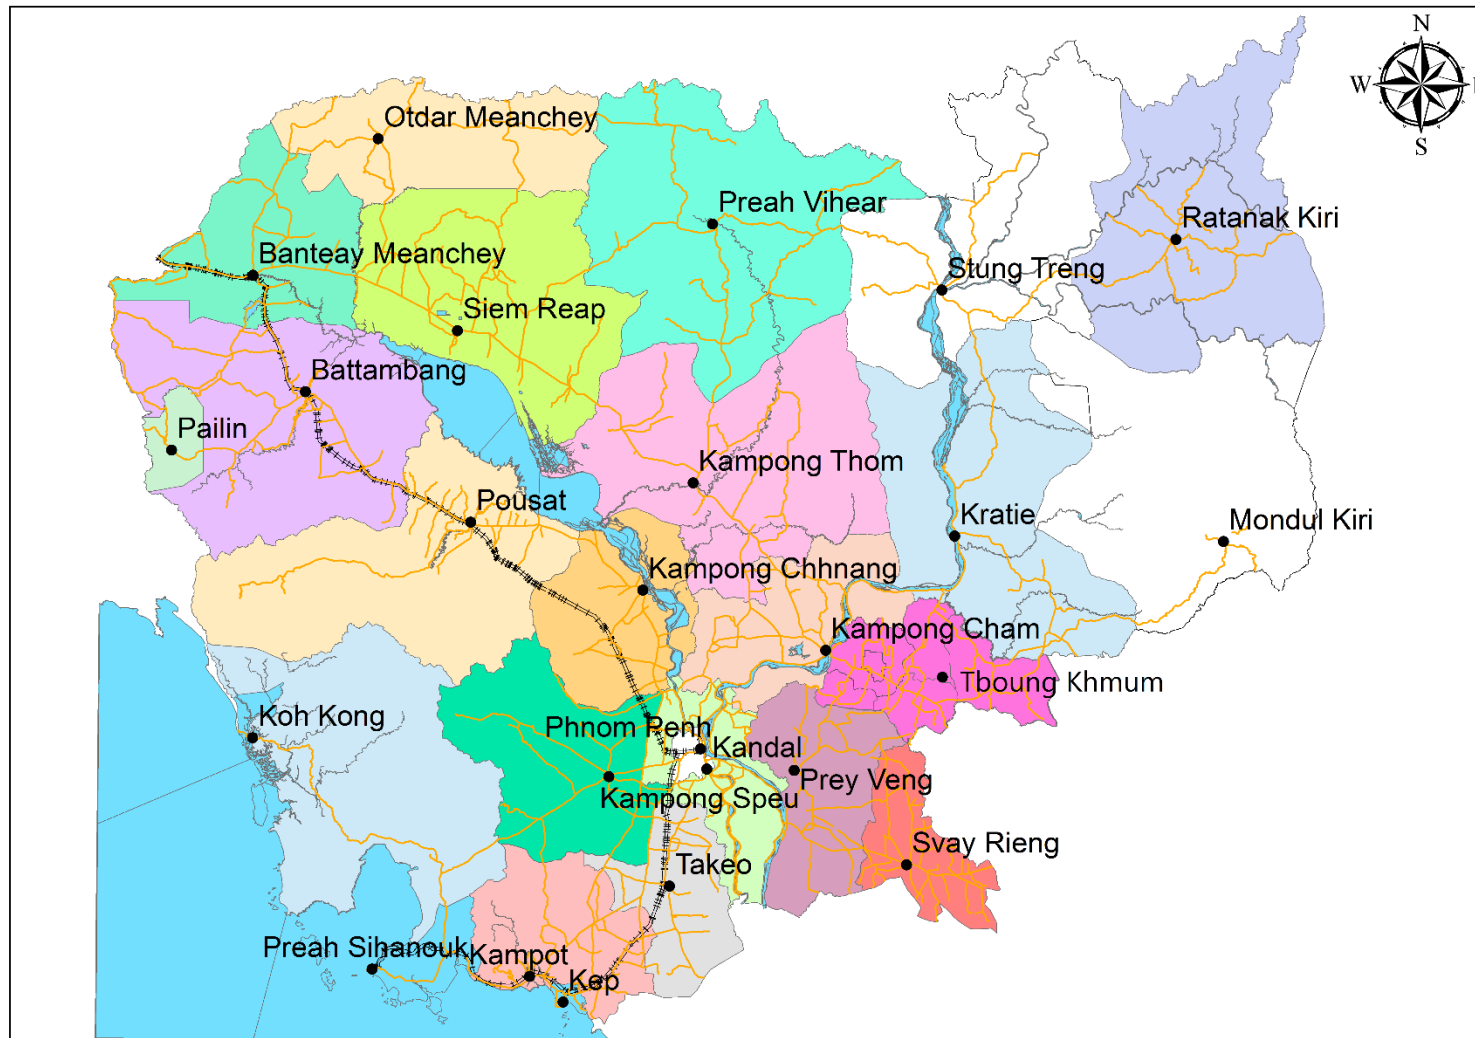 N
W
S
Otdar Meanchey
Preah Vihear
Ratanak Kiri
Banteay Meanchey
Stung Treng
Siem Reap
Battambang
Pailin
Kampong Thom
Pousat
Kratie
Mondul Kiri
Kampong Chhnang
Kampong Cham
Tboung Khmum
Koh Kong
Phnom Penh
Kandal
Prey Veng
Kampong Speu
Svay Rieng
Takeo
Preah Sihanouk
Kampot
Kep